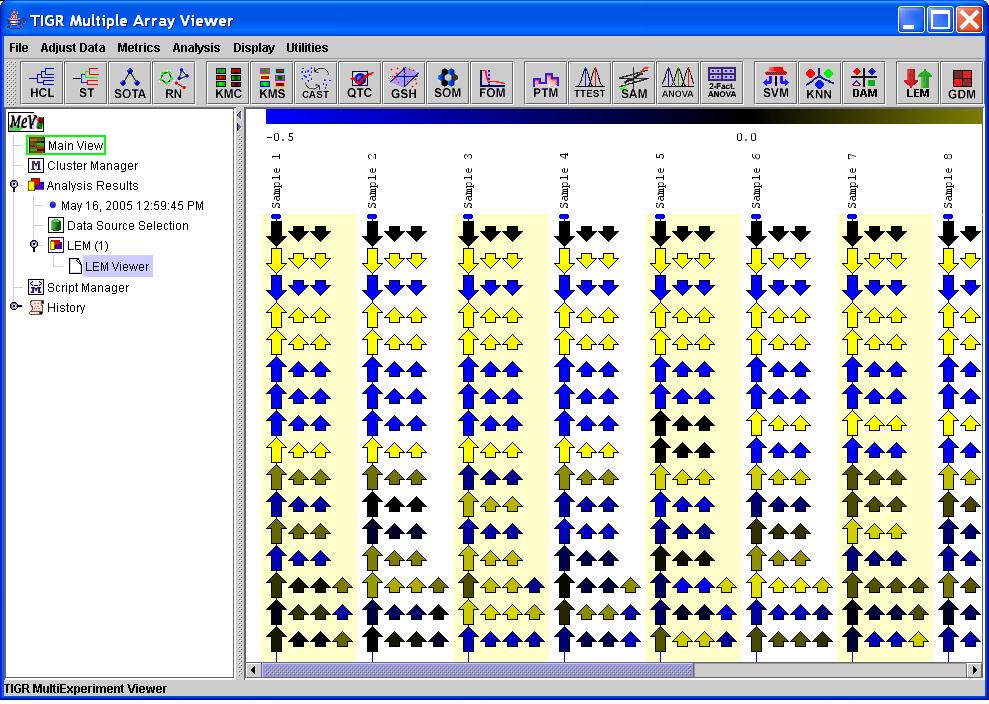 TIGR Multiple Array Viewer
File Adjust Data Metrics Analysis Display Utilities
HCL ST SOTA RN KMC KMS CAST QTC GSH SOM FOM PTM TTEST SAM ANOVA 2-Fact. ANOVA SVM KNN DAM LEM GDM
MeV
Main View
Cluster Manager
Analysis Results
May 16, 2005 12:59:45 PM
Data Source Selection
LEM (1)
LEM Viewer
Script Manager
History
-0.5 0.0
Sample 1
Sample 2
Sample 3
Sample 4
Sample 5
Sample 6
Sample 7
Sample 8
TIGR MultiExperiment Viewer